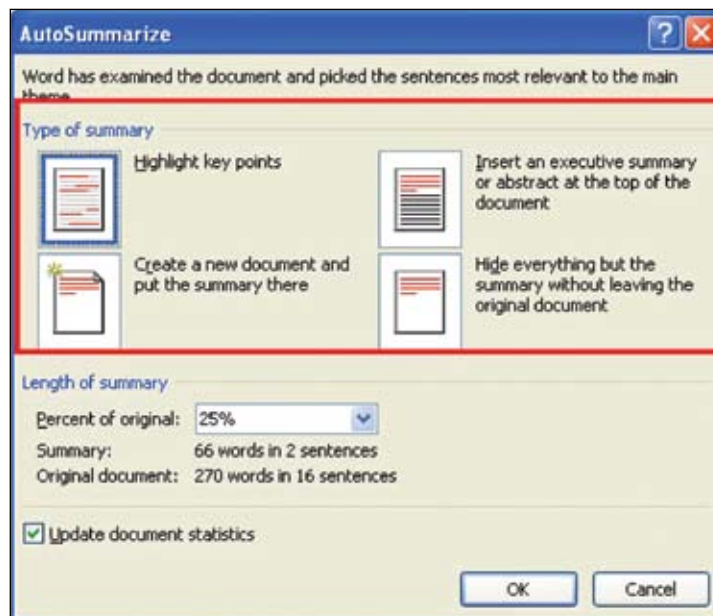 AutoSummarize
Word has examined the document and picked the sentences most relevant to the main
theme.
Type of summary
Highlight key points
Insert an executive summary
or abstract at the top of the
document
Create a new document and
put the summary there
Hide everything but the
summary without leaving the
original document
Length of summary
Percent of original: 25%
Summary: 66 words in 2 sentences
Original document: 270 words in 16 sentences
Update document statistics
OK Cancel